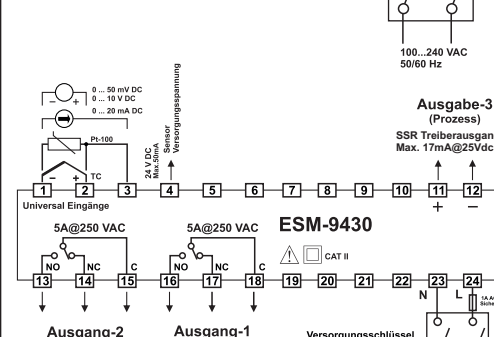 100...240 VAC
50/60 Hz
0 ... 50 mV DC
0 ... 10 V DC
0 ... 20 mA DC
Pt-100
TC
24 V DC
Max.50mA
Sensor
Versorgungsspannung
Ausgabe-3
(Prozess)
SSR Treiberausgan
Max. 17mA@25Vdc
1 2 3 4 5 6 7 8 9 10 11 12
Universal Eingänge
+ −
5A@250 VAC
5A@250 VAC
ESM-9430
CAT II
NO NC C
NO NC C
13 14 15 16 17 18 19 20 21 22 23 24
N L
1A
Ausgang-2
Ausgang-1
Versorgungsschlüssel